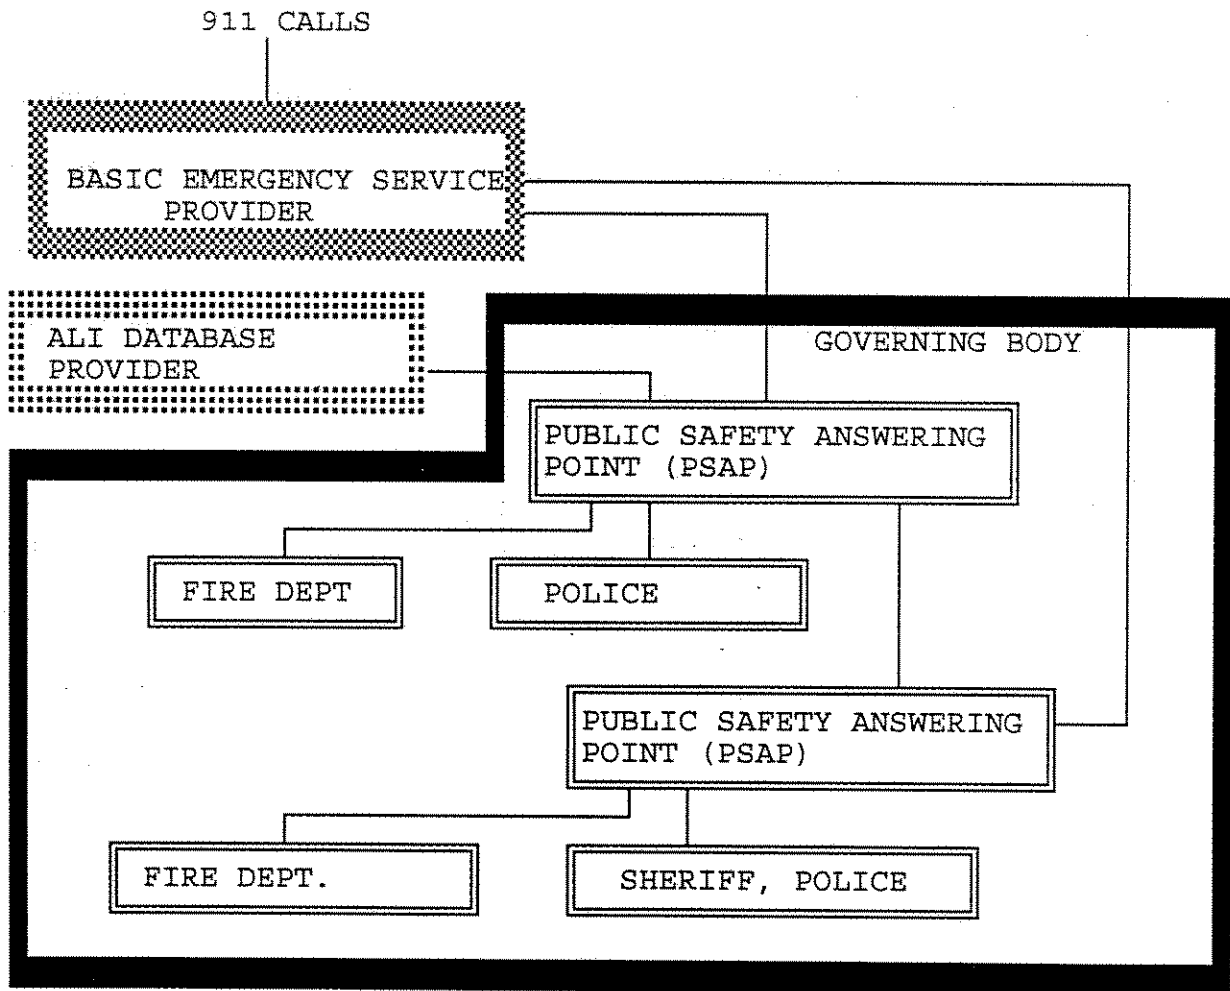 911 CALLS
BASIC EMERGENCY SERVICE
PROVIDER
ALI DATABASE
PROVIDER
GOVERNING BODY
PUBLIC SAFETY ANSWERING
POINT (PSAP)
FIRE DEPT
POLICE
PUBLIC SAFETY ANSWERING
POINT (PSAP)
FIRE DEPT.
SHERIFF, POLICE